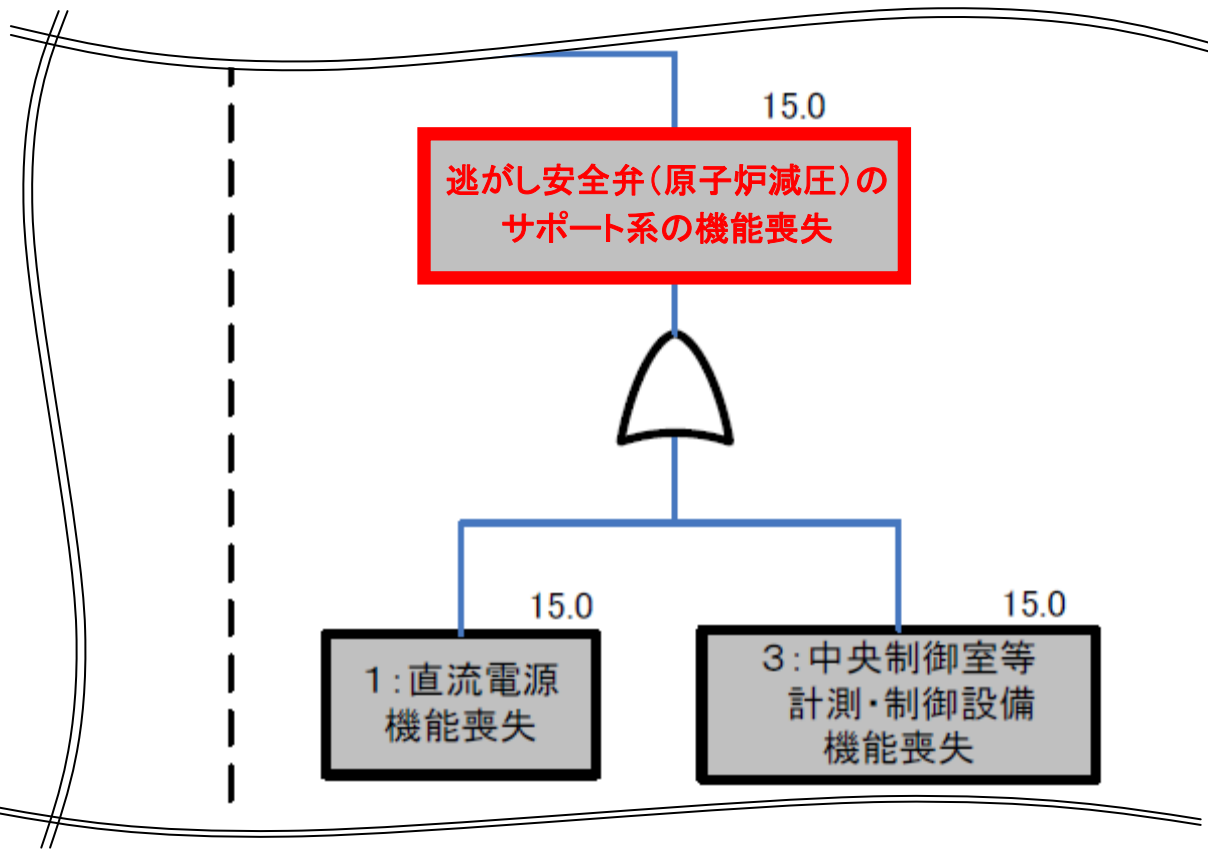 15.0
逃がし安全弁(原子炉減圧)の
サポート系の機能喪失
15.0
1:直流電源
機能喪失
15.0
3:中央制御室等
計測・制御設備
機能喪失